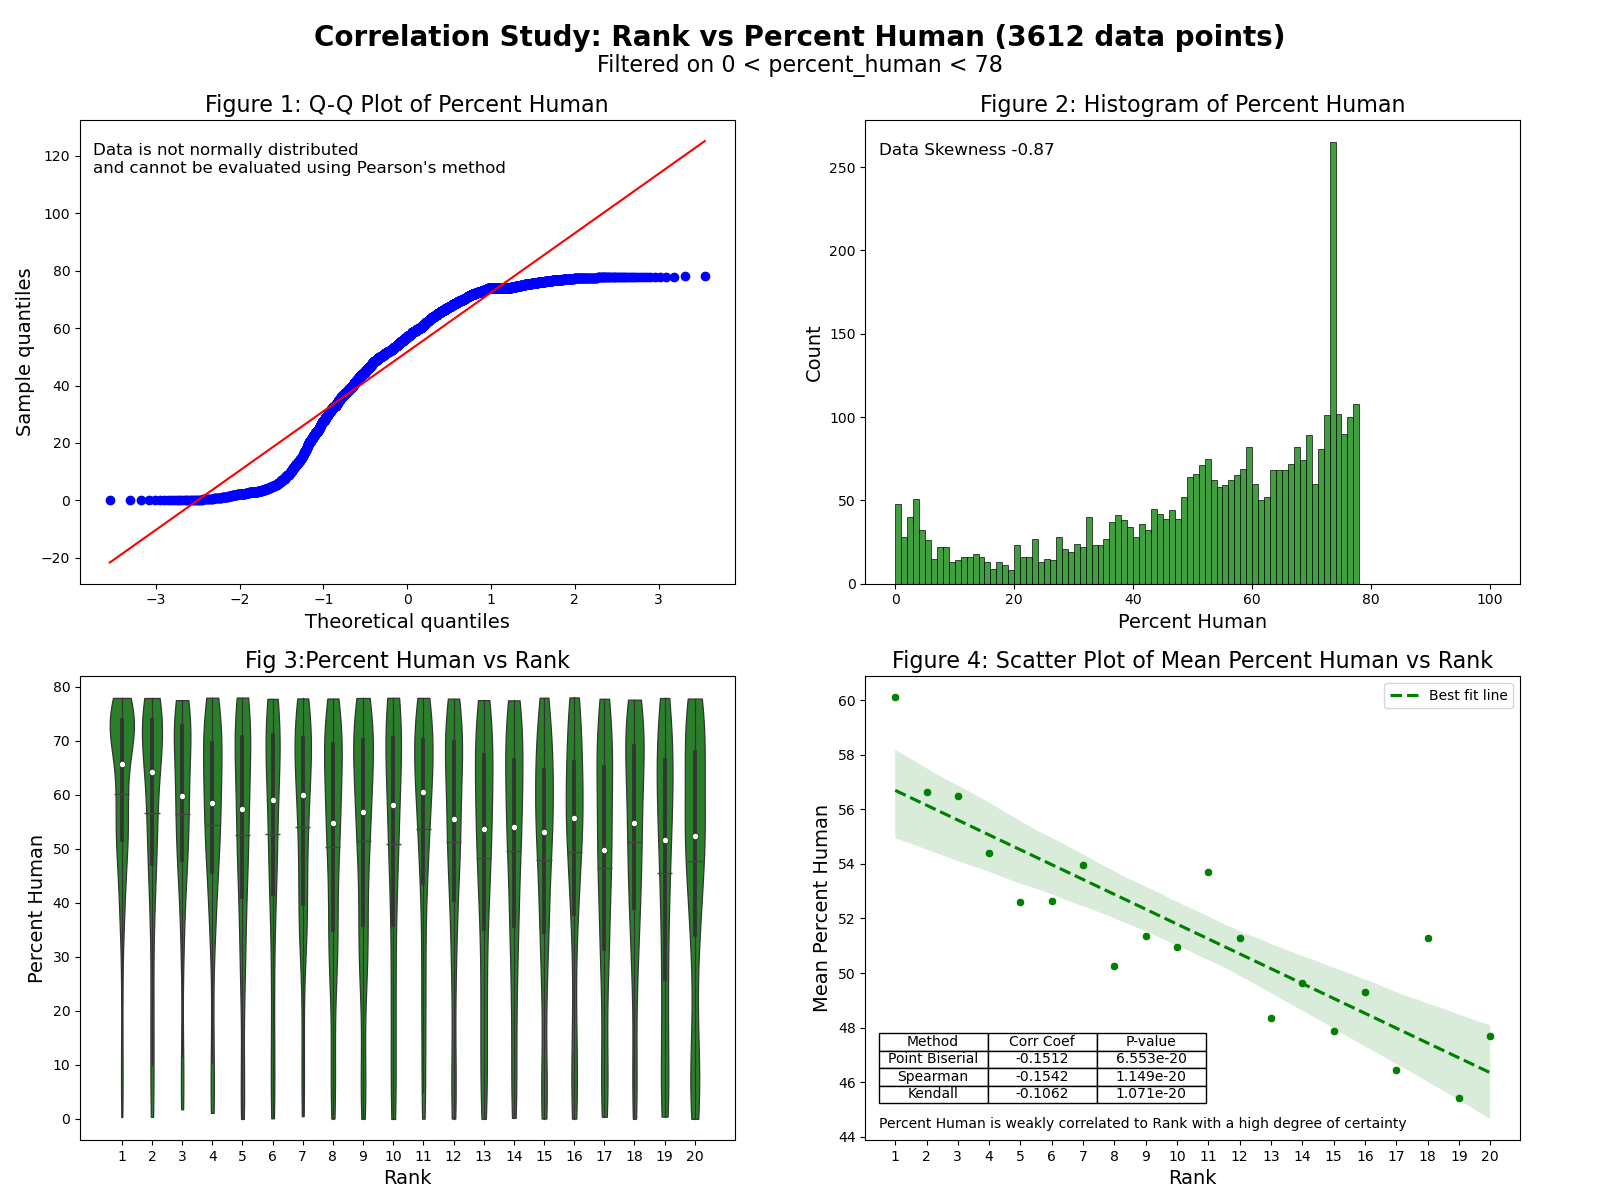 Correlation Study: Rank vs Percent Human (3612 data points)
Filtered on 0 < percent_human < 78
Figure 1: Q-Q Plot of Percent Human
Data is not normally distributed
and cannot be evaluated using Pearson's method
120
100
80
60
40
20
0
−20
Sample quantiles
−3 −2 −1 0 1 2 3
Theoretical quantiles
Figure 2: Histogram of Percent Human
Data Skewness -0.87
250
200
150
100
50
0
Count
0 20 40 60 80 100
Percent Human
Fig 3:Percent Human vs Rank
80
70
60
50
40
30
20
10
0
Percent Human
1 2 3 4 5 6 7 8 9 10 11 12 13 14 15 16 17 18 19 20
Rank
Figure 4: Scatter Plot of Mean Percent Human vs Rank
Best fit line
60
58
56
54
52
50
48
46
44
Mean Percent Human
Method Corr Coef P-value
Point Biserial -0.1512 6.553e-20
Spearman -0.1542 1.149e-20
Kendall -0.1062 1.071e-20
Percent Human is weakly correlated to Rank with a high degree of certainty
1 2 3 4 5 6 7 8 9 10 11 12 13 14 15 16 17 18 19 20
Rank